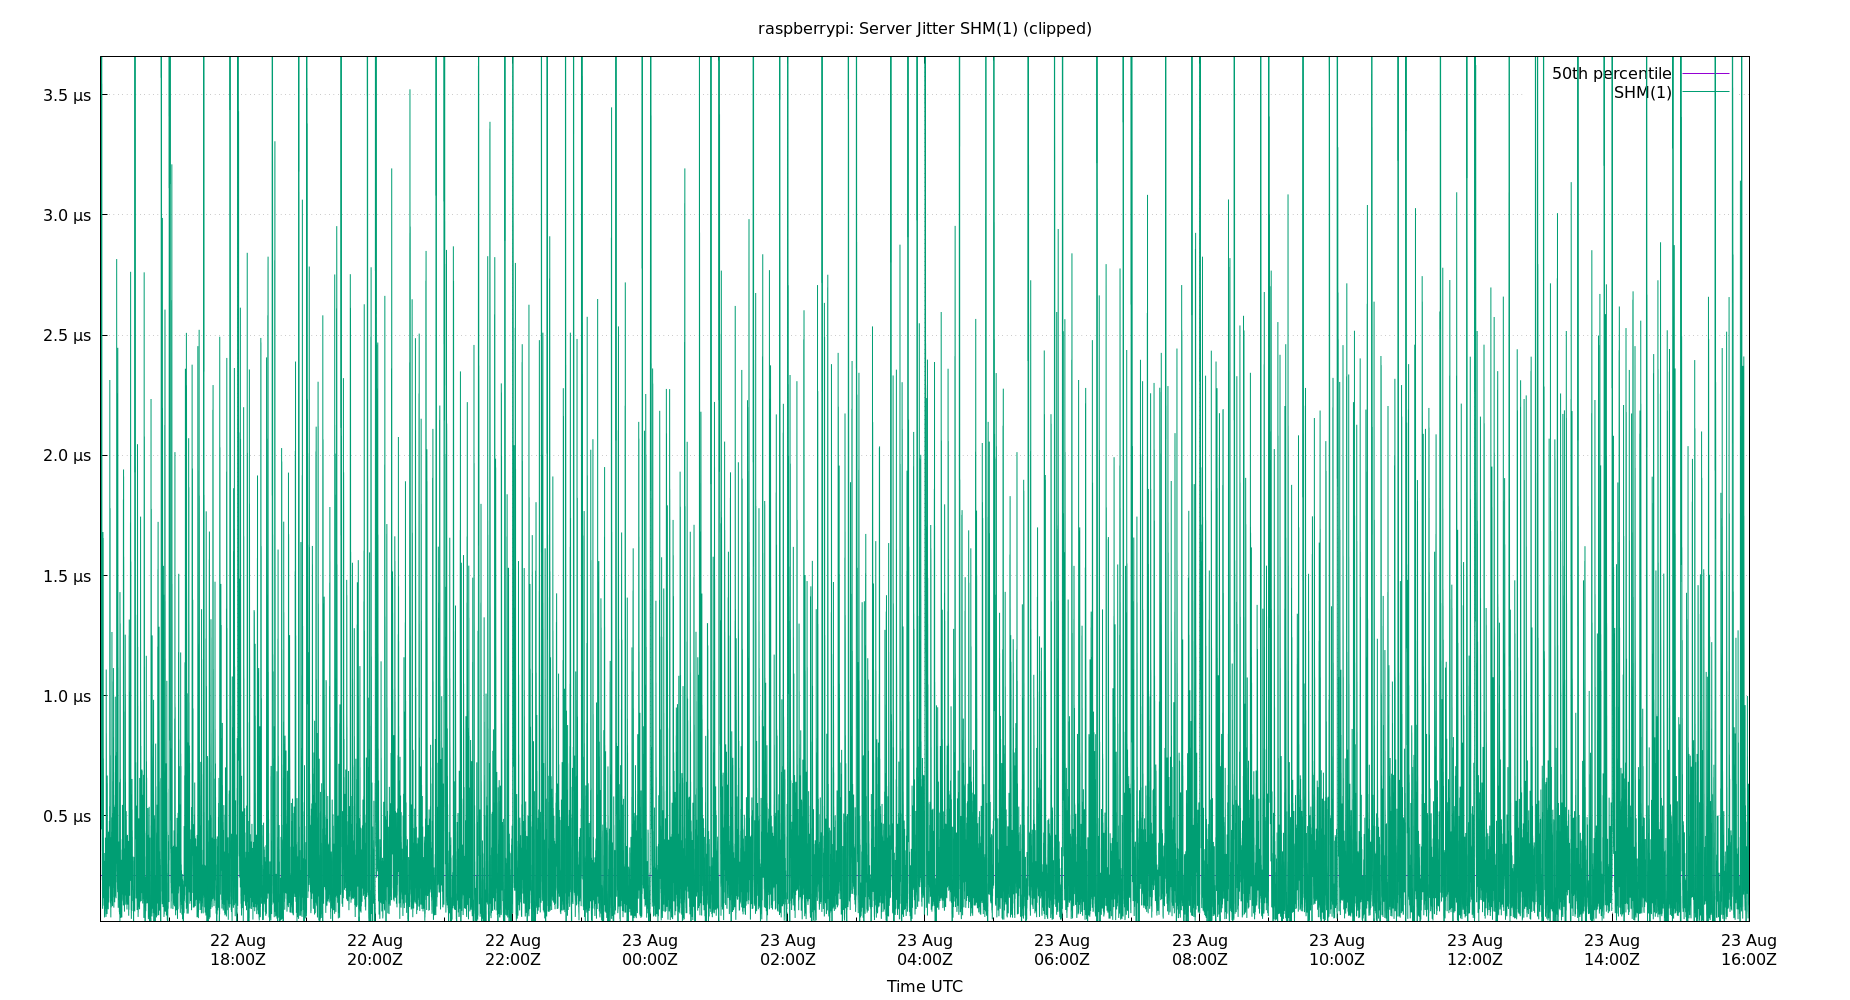 raspberrypi: Server Jitter SHM(1) (clipped)
50th percentile
SHM(1)
3.5 µs
3.0 µs
2.5 µs
2.0 µs
1.5 µs
1.0 µs
0.5 µs
22 Aug 22 Aug 22 Aug 23 Aug 23 Aug 23 Aug 23 Aug 23 Aug 23 Aug 23 Aug 23 Aug 23 Aug
18:00Z 20:00Z 22:00Z 00:00Z 02:00Z 04:00Z 06:00Z 08:00Z 10:00Z 12:00Z 14:00Z 16:00Z
Time UTC